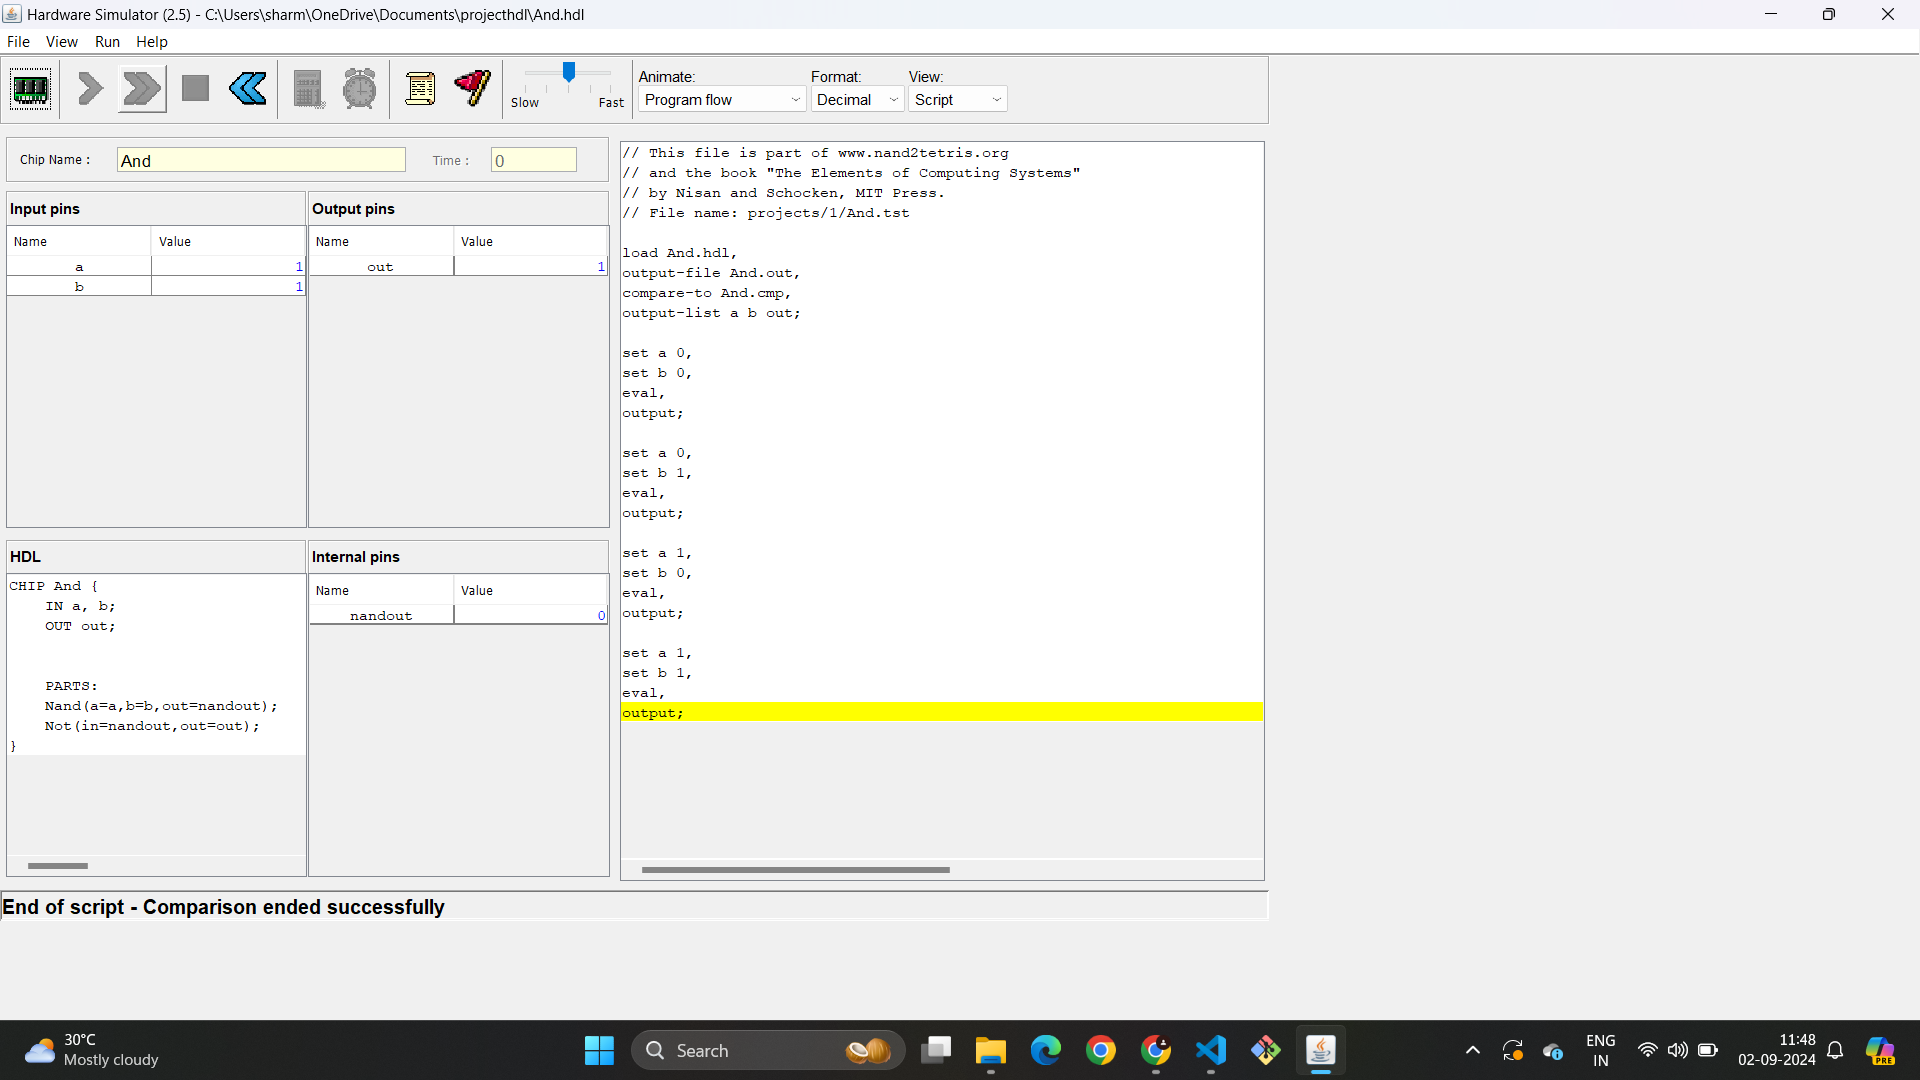 Hardware Simulator (2.5) - C:\Users\sharm\OneDrive\Documents\projecthdl\And.hdl
File View Run Help
Slow Fast
Animate: Format: View:
Program flow Decimal Script
Chip Name : And Time : 0
Input pins
Name Value
a 1
b 1
Output pins
Name Value
out 1
HDL
CHIP And {
IN a, b;
OUT out;
PARTS:
Nand(a=a,b=b,out=nandout);
Not(in=nandout,out=out);
}
Internal pins
Name Value
nandout 0
// This file is part of www.nand2tetris.org
// and the book "The Elements of Computing Systems"
// by Nisan and Schocken, MIT Press.
// File name: projects/1/And.tst
load And.hdl,
output-file And.out,
compare-to And.cmp,
output-list a b out;
set a 0,
set b 0,
eval,
output;
set a 0,
set b 1,
eval,
output;
set a 1,
set b 0,
eval,
output;
set a 1,
set b 1,
eval,
output;
End of script - Comparison ended successfully
30°C
Mostly cloudy
Search
ENG
IN
11:48
02-09-2024
PRE